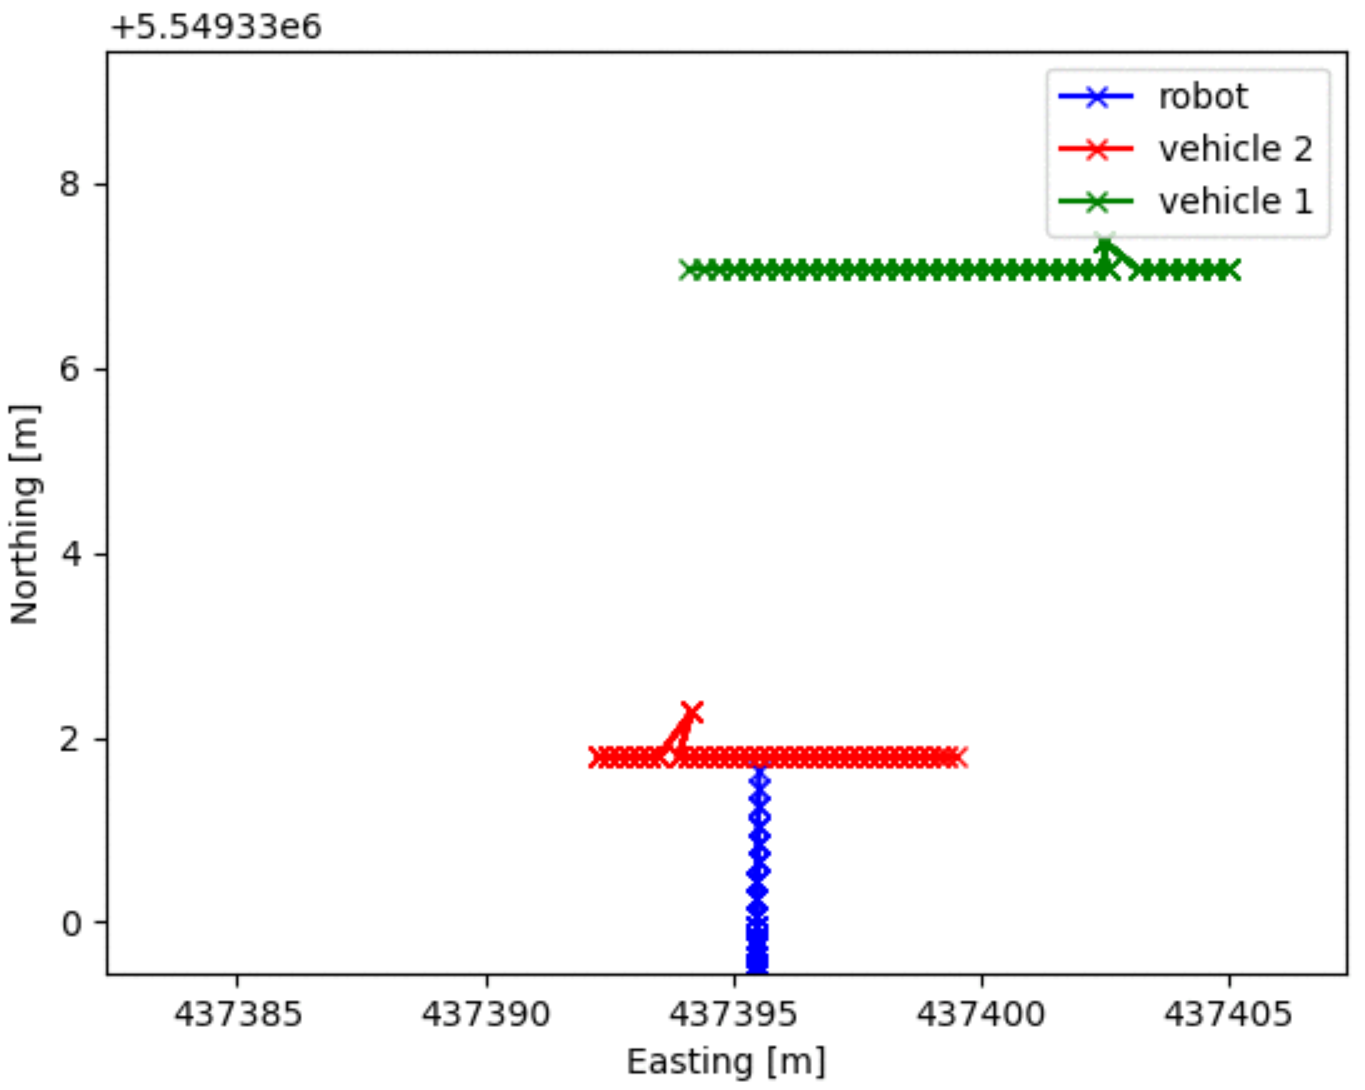 +5.54933e6
robot
vehicle 2
vehicle 1
8
6
4
2
0
Northing [m]
437385 437390 437395 437400 437405
Easting [m]